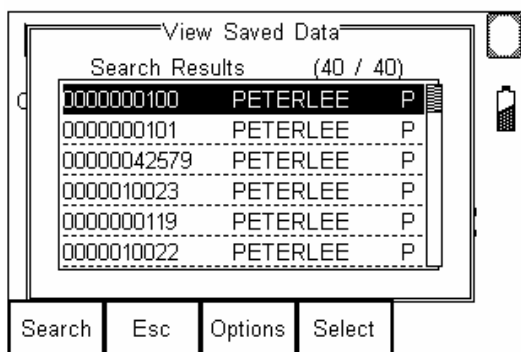 View Saved Data
Search Results (40 / 40)
0000000100 PETERLEE P
0000000101 PETERLEE P
00000042579 PETERLEE P
0000010023 PETERLEE P
0000000119 PETERLEE P
0000010022 PETERLEE P
Search Esc Options Select